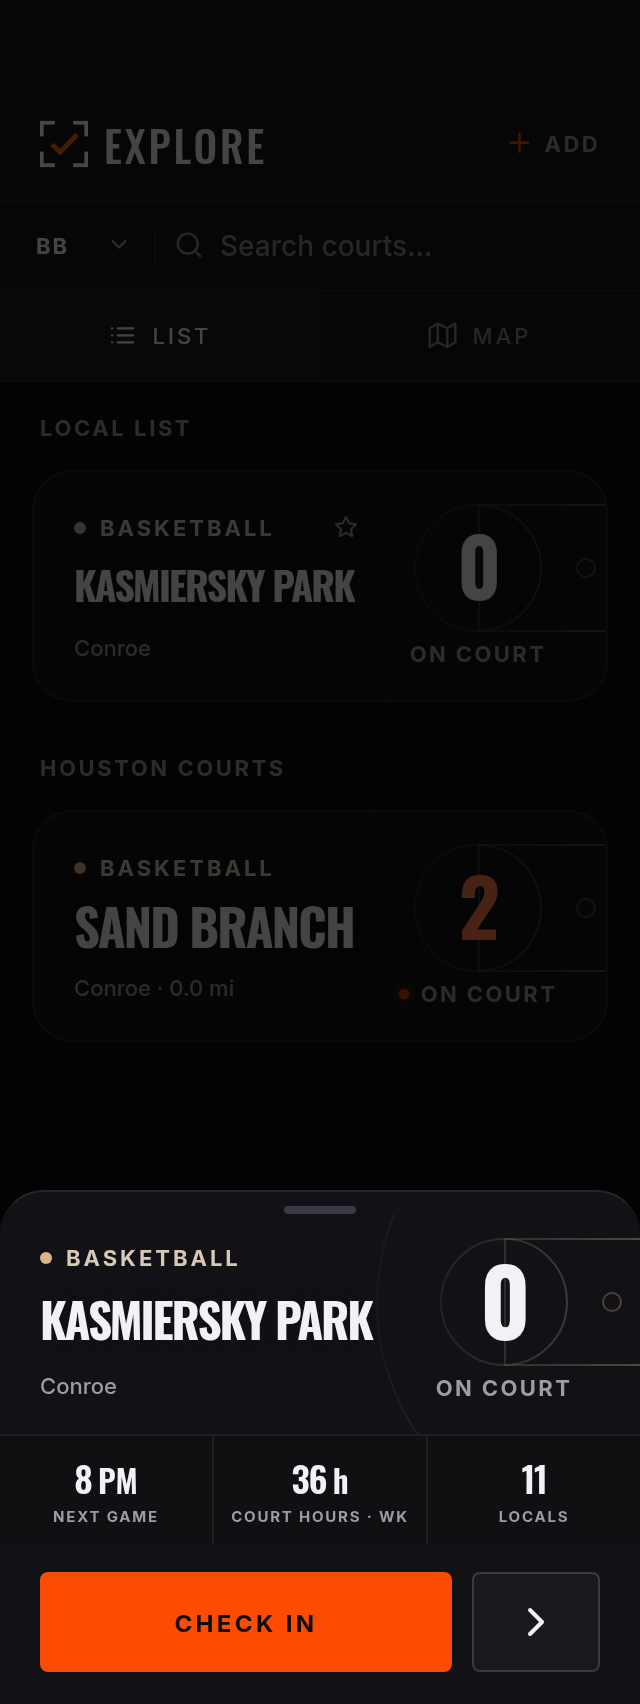 EXPLORE
+ ADD
BB
Search courts...
LIST
MAP
LOCAL LIST
BASKETBALL
KASMIERSKY PARK
Conroe
0
ON COURT
HOUSTON COURTS
BASKETBALL
SAND BRANCH
Conroe · 0.0 mi
2
ON COURT
BASKETBALL
KASMIERSKY PARK
Conroe
0
ON COURT
8 PM
NEXT GAME
36 h
COURT HOURS · WK
11
LOCALS
CHECK IN